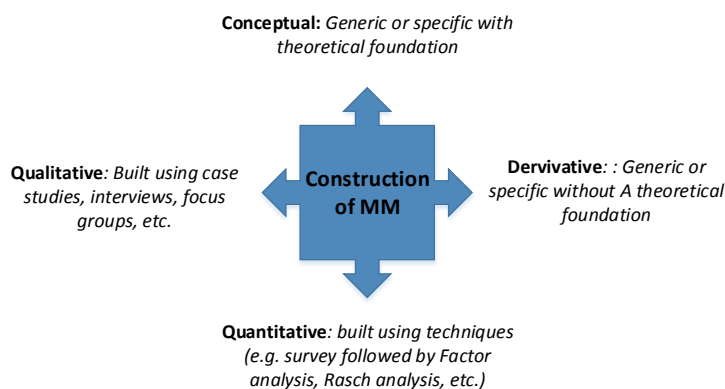 Conceptual: Generic or specific with
theoretical foundation
Qualitative: Built using case
studies, interviews, focus
groups, etc.
Construction
of MM
Dervivative: : Generic or
specific without A theoretical
foundation
Quantitative: built using techniques
(e.g. survey followed by Factor
analysis, Rasch analysis, etc.)